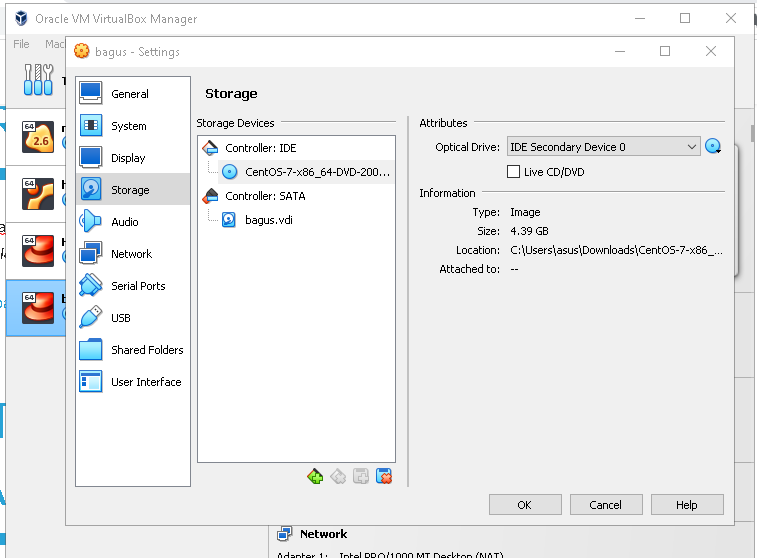 Oracle VM VirtualBox Manager
File
bagus - Settings
General
System
Display
Storage
Audio
Network
Serial Ports
USB
Shared Folders
User Interface
Storage
Storage Devices
Controller: IDE
CentOS-7-x86_64-DVD-200...
Controller: SATA
bagus.vdi
Attributes
Optical Drive: IDE Secondary Device 0
Live CD/DVD
Information
Type: Image
Size: 4.39 GB
Location: C:\Users\asus\Downloads\CentOS-7-x86_...
Attached to: --
OK Cancel Help
64
2.6
64
64
64
Network
Adapter 1: Intel PRO/1000 MT Desktop (NAT)